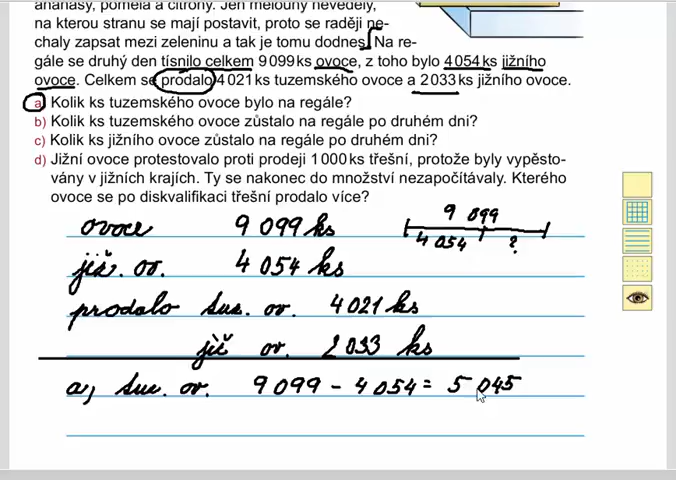 ananasy, pomela a citrony. Jen melouny nevěděly,
na kterou stranu se mají postavit, proto se raději ne-
chaly zapsat mezi zeleninu a tak je tomu dodnes. Na re-
gále se druhý den tísnilo celkem 9 099 ks ovoce, z toho bylo 4 054 ks jižního
ovoce. Celkem se prodalo 4 021 ks tuzemského ovoce a 2 033 ks jižního ovoce.
a) Kolik ks tuzemského ovoce bylo na regále?
b) Kolik ks tuzemského ovoce zůstalo na regále po druhém dni?
c) Kolik ks jižního ovoce zůstalo na regále po druhém dni?
d) Jižní ovoce protestovalo proti prodeji 1 000 ks třešní, protože byly vypěsto-
vány v jižních krajích. Ty se nakonec do množství nezapočítávaly. Kterého
ovoce se po diskvalifikaci třešní prodalo více?
ovoce 9 099 ks 9 099
4 054 ?
již. ov. 4 054 ks
prodalo tuz. ov. 4 021 ks
již ov. 2 033 ks
a, tuz. ov. 9 099 - 4 054 = 5 045